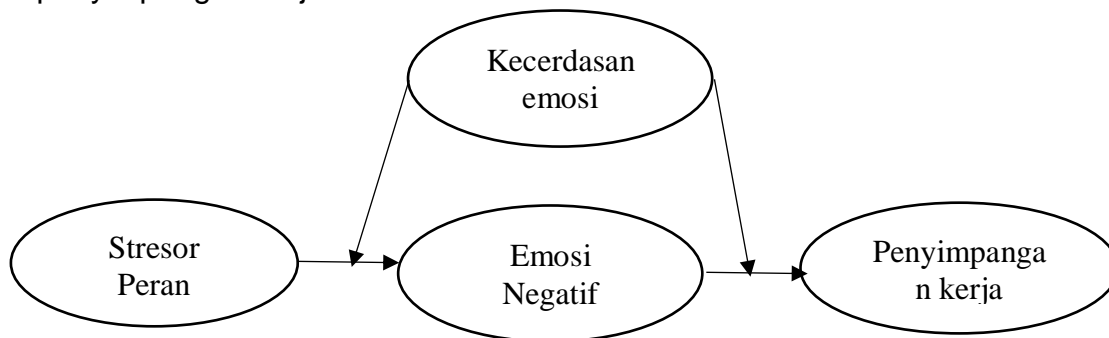 Kecerdasan
emosi
Stresor
Peran
Emosi
Negatif
Penyimpanga
n kerja